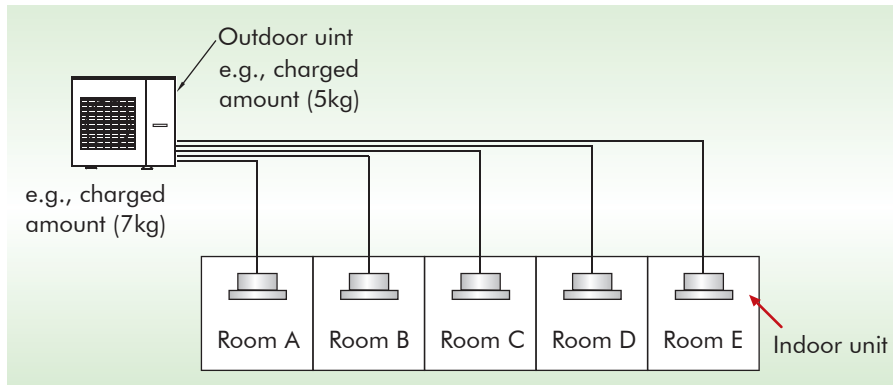 Outdoor uint
e.g., charged
amount (5kg)
e.g., charged
amount (7kg)
Room A
Room B
Room C
Room D
Room E
Indoor unit